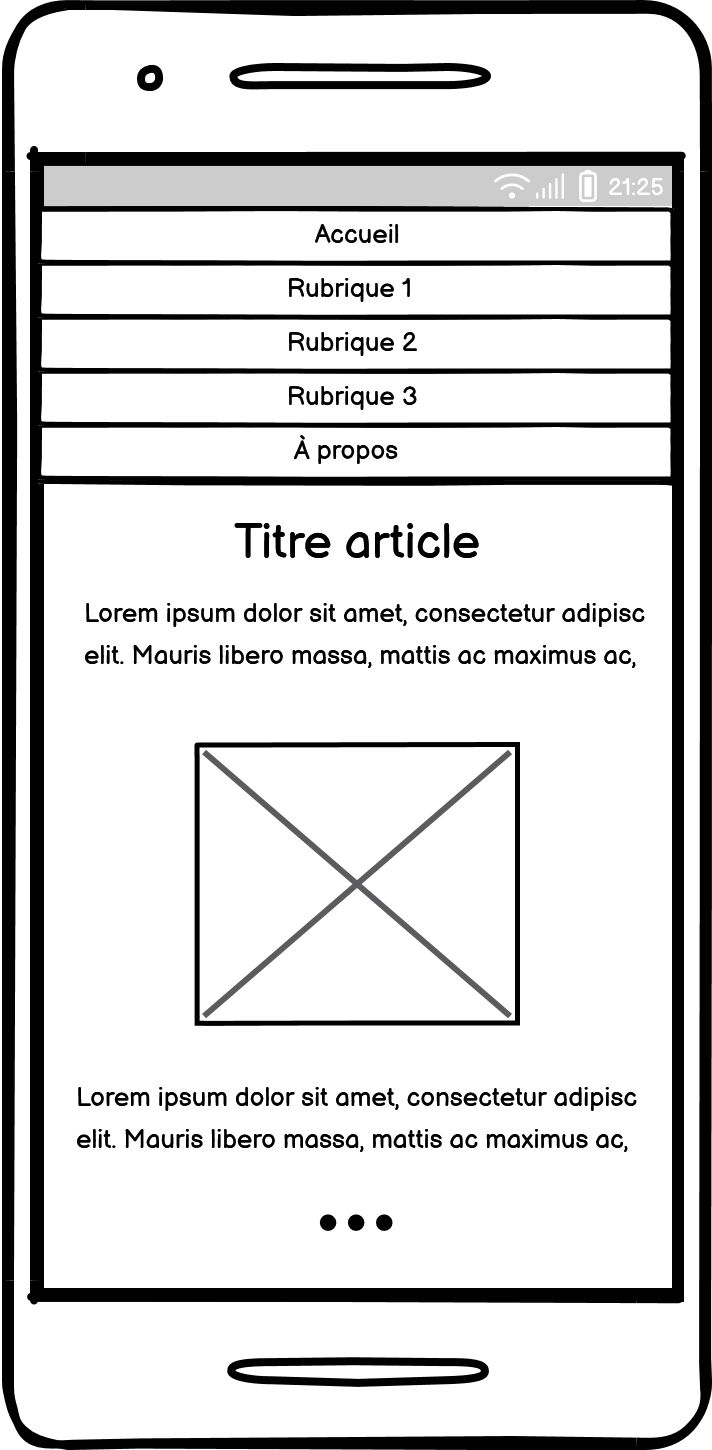 21:25
Accueil
Rubrique 1
Rubrique 2
Rubrique 3
À propos
Titre article
Lorem ipsum dolor sit amet, consectetur adipisc
elit. Mauris libero massa, mattis ac maximus ac,
Lorem ipsum dolor sit amet, consectetur adipisc
elit. Mauris libero massa, mattis ac maximus ac,